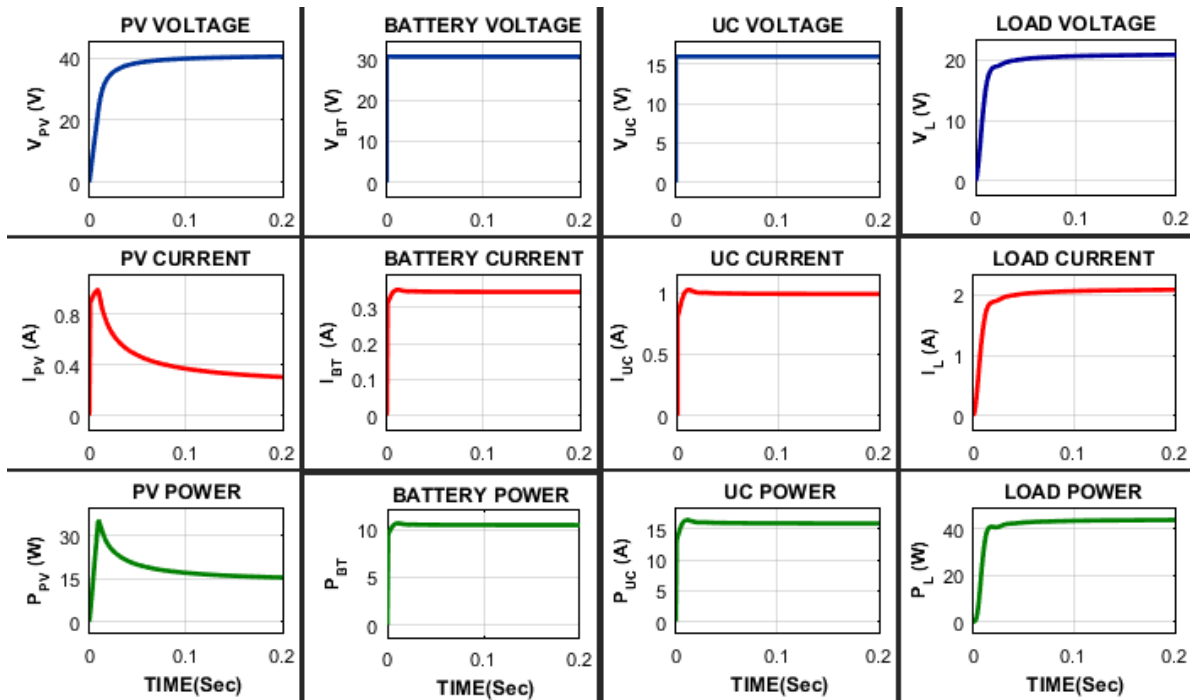 PV VOLTAGE
V_PV (V)
40
20
0
0 0.1 0.2
BATTERY VOLTAGE
V_BT (V)
30
20
10
0
0 0.1 0.2
UC VOLTAGE
V_UC (V)
15
10
5
0
0 0.1 0.2
LOAD VOLTAGE
V_L (V)
20
10
0
0 0.1 0.2
PV CURRENT
I_PV (A)
0.8
0.4
0
0 0.1 0.2
BATTERY CURRENT
I_BT (A)
0.3
0.2
0.1
0
0 0.1 0.2
UC CURRENT
I_UC (A)
1
0.5
0
0 0.1 0.2
LOAD CURRENT
I_L (A)
2
1
0
0 0.1 0.2
PV POWER
P_PV (W)
30
15
0
0 0.1 0.2
TIME(Sec)
BATTERY POWER
P_BT
10
5
0
0 0.1 0.2
TIME(Sec)
UC POWER
P_UC (A)
15
10
5
0
0 0.1 0.2
TIME(Sec)
LOAD POWER
P_L (W)
40
20
0
0 0.1 0.2
TIME(Sec)